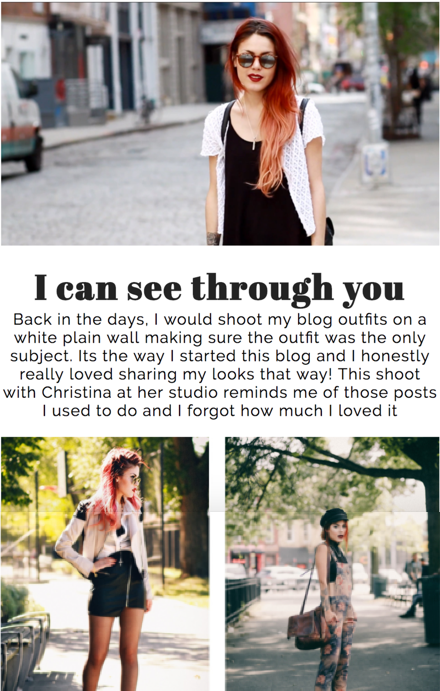 I can see through you
Back in the days, I would shoot my blog outfits on a
white plain wall making sure the outfit was the only
subject. Its the way I started this blog and I honestly
really loved sharing my looks that way! This shoot
with Christina at her studio reminds me of those posts
I used to do and I forgot how much I loved it